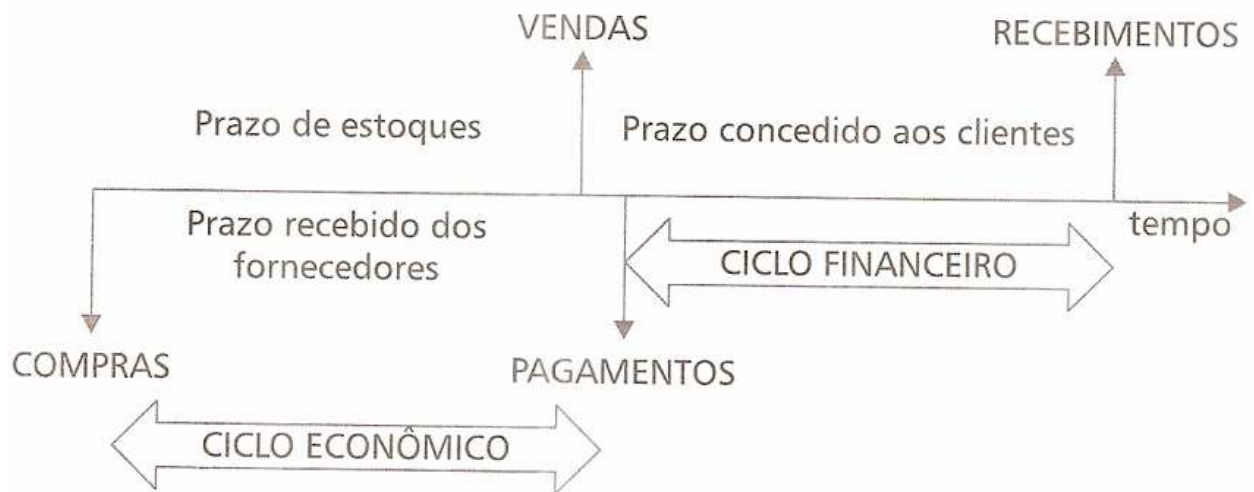 VENDAS
RECEBIMENTOS
Prazo de estoques
Prazo concedido aos clientes
Prazo recebido dos
fornecedores
tempo
CICLO FINANCEIRO
COMPRAS
PAGAMENTOS
CICLO ECONÔMICO